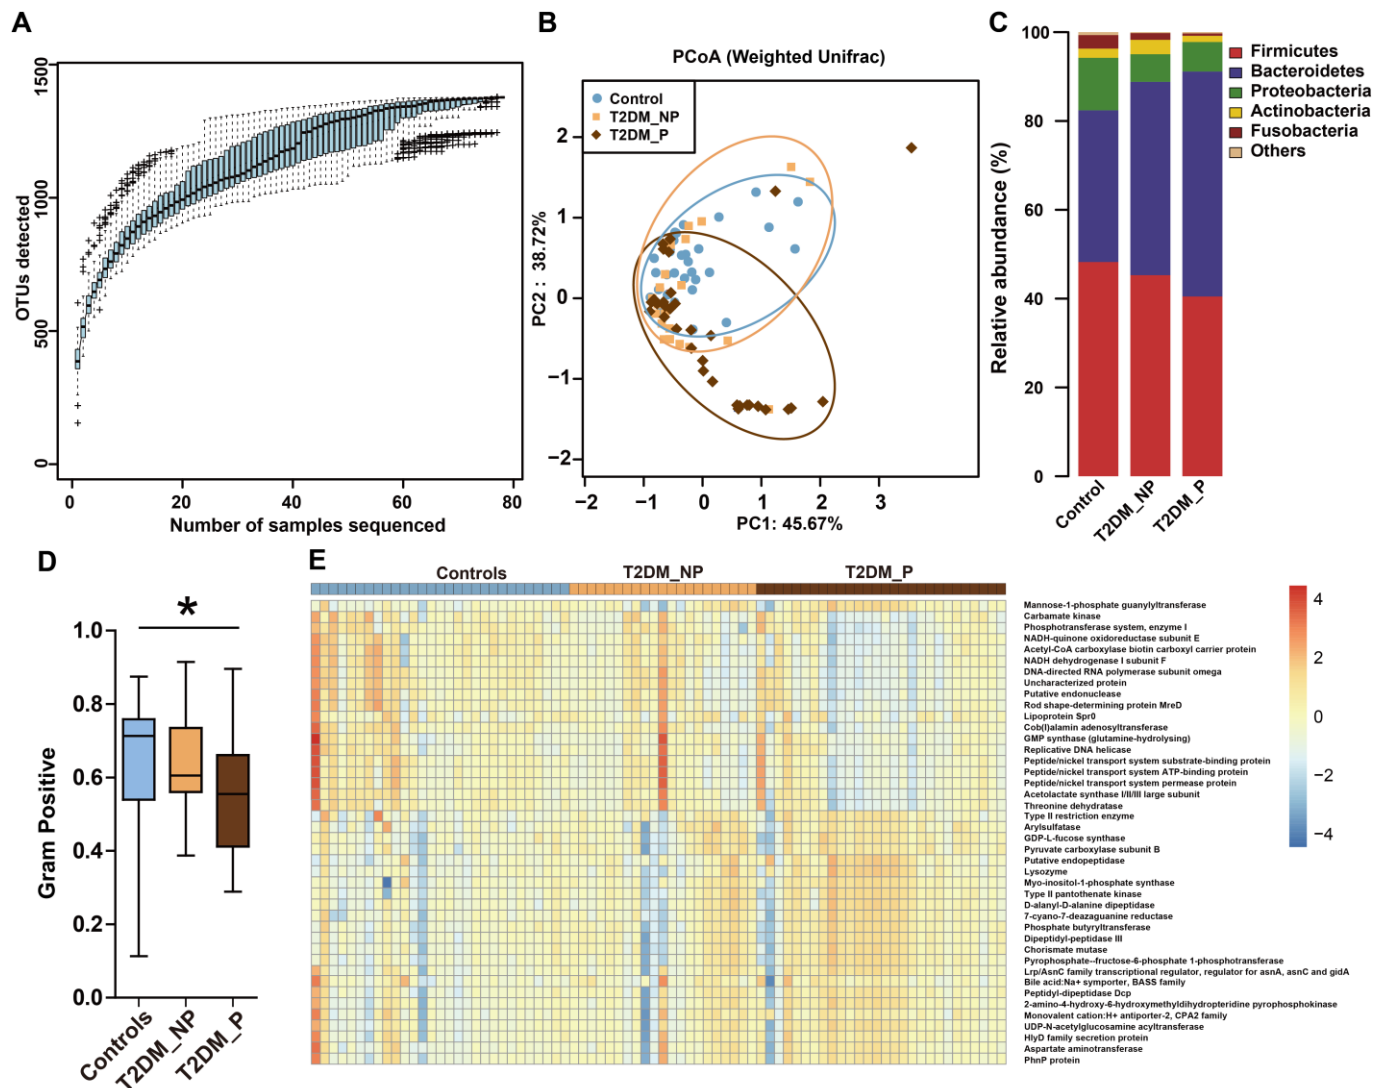 A
OTUs detected
1500
1000
500
0
0
20
40
60
80
Number of samples sequenced
B
PCoA (Weighted Unifrac)
Control
T2DM_NP
T2DM_P
PC2 : 38.72%
2
1
0
−1
−2
−2
−1
0
1
2
3
PC1: 45.67%
C
Relative abundance (%)
100
80
60
40
20
0
Control
T2DM_NP
T2DM_P
Firmicutes
Bacteroidetes
Proteobacteria
Actinobacteria
Fusobacteria
Others
D
*
Gram Positive
1.0
0.8
0.6
0.4
0.2
0.0
Controls
T2DM_NP
T2DM_P
E
Controls
T2DM_NP
T2DM_P
Mannose-1-phosphate guanylyltransferase
Carbamate kinase
Phosphotransferase system, enzyme I
NADH-quinone oxidoreductase subunit E
Acetyl-CoA carboxylase biotin carboxyl carrier protein
NADH dehydrogenase I subunit F
DNA-directed RNA polymerase subunit omega
Uncharacterized protein
Putative endonuclease
Rod shape-determining protein MreD
Lipoprotein Spr0
Cob(I)alamin adenosyltransferase
GMP synthase (glutamine-hydrolysing)
Replicative DNA helicase
Peptide/nickel transport system substrate-binding protein
Peptide/nickel transport system ATP-binding protein
Peptide/nickel transport system permease protein
Acetolactate synthase I/II/III large subunit
Threonine dehydratase
Type II restriction enzyme
Arylsulfatase
GDP-L-fucose synthase
Pyruvate carboxylase subunit B
Putative endopeptidase
Lysozyme
Myo-inositol-1-phosphate synthase
Type II pantothenate kinase
D-alanyl-D-alanine dipeptidase
7-cyano-7-deazaguanine reductase
Phosphate butyryltransferase
Dipeptidyl-peptidase III
Chorismate mutase
Pyrophosphate--fructose-6-phosphate 1-phosphotransferase
Lrp/AsnC family transcriptional regulator, regulator for asnA, asnC and gidA
Bile acid:Na+ symporter, BASS family
Peptidyl-dipeptidase Dcp
2-amino-4-hydroxy-6-hydroxymethyldihydropteridine pyrophosphokinase
Monovalent cation:H+ antiporter-2, CPA2 family
UDP-N-acetylglucosamine acyltransferase
HlyD family secretion protein
Aspartate aminotransferase
PhnP protein
4
2
0
−2
−4